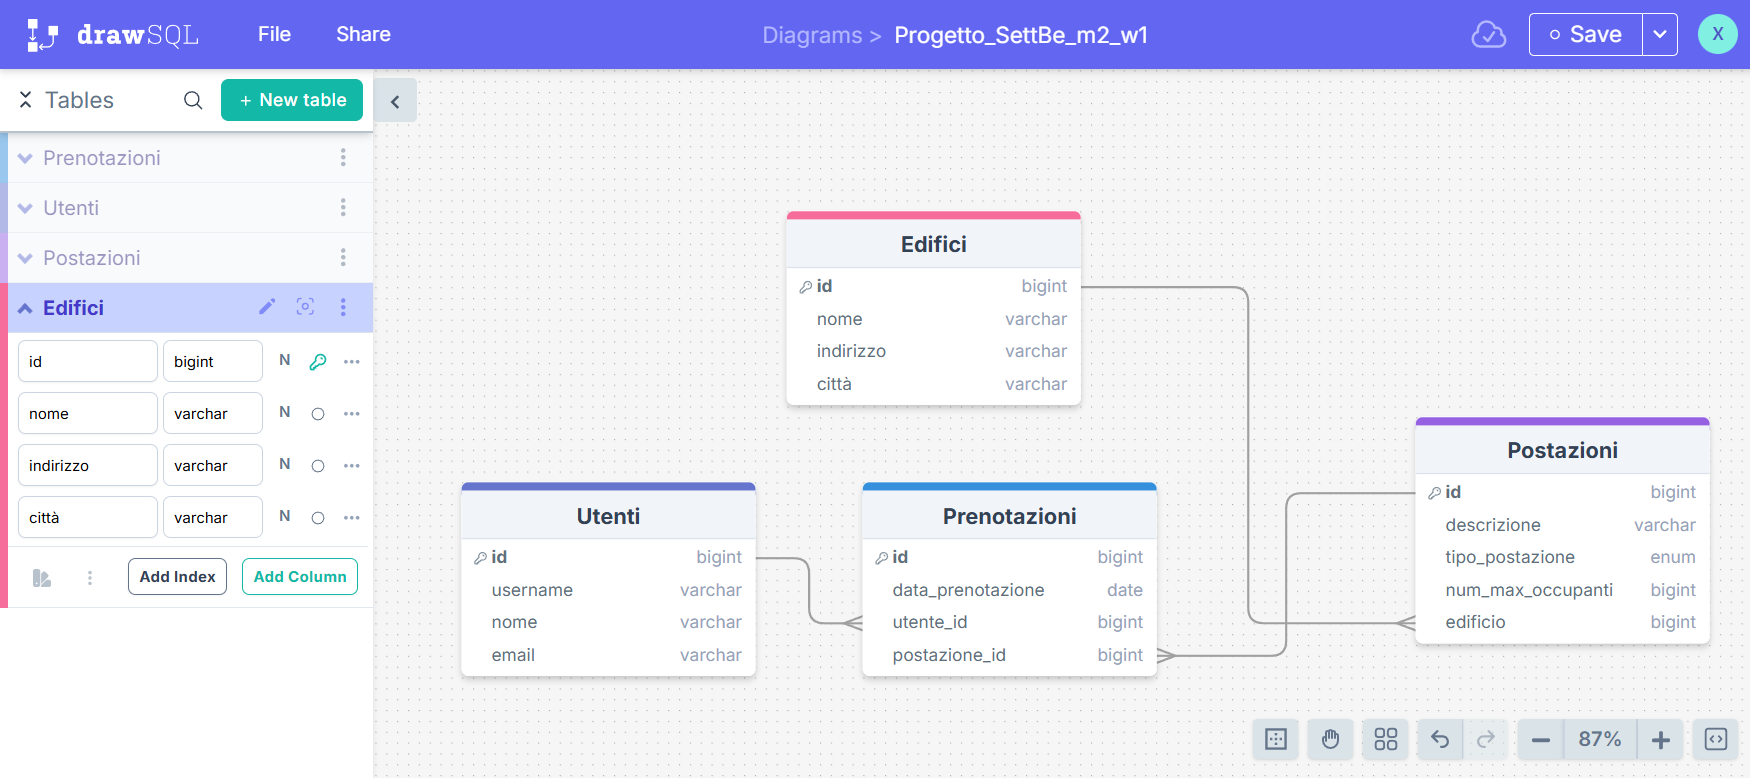 drawSQL File Share Diagrams > Progetto_SettBe_m2_w1 Save X
Tables + New table
Prenotazioni
Utenti
Postazioni
Edifici
id bigint N
nome varchar N
indirizzo varchar N
città varchar N
Add Index Add Column
Edifici
id bigint
nome varchar
indirizzo varchar
città varchar
Utenti
id bigint
username varchar
nome varchar
email varchar
Prenotazioni
id bigint
data_prenotazione date
utente_id bigint
postazione_id bigint
Postazioni
id bigint
descrizione varchar
tipo_postazione enum
num_max_occupanti bigint
edificio bigint
87%